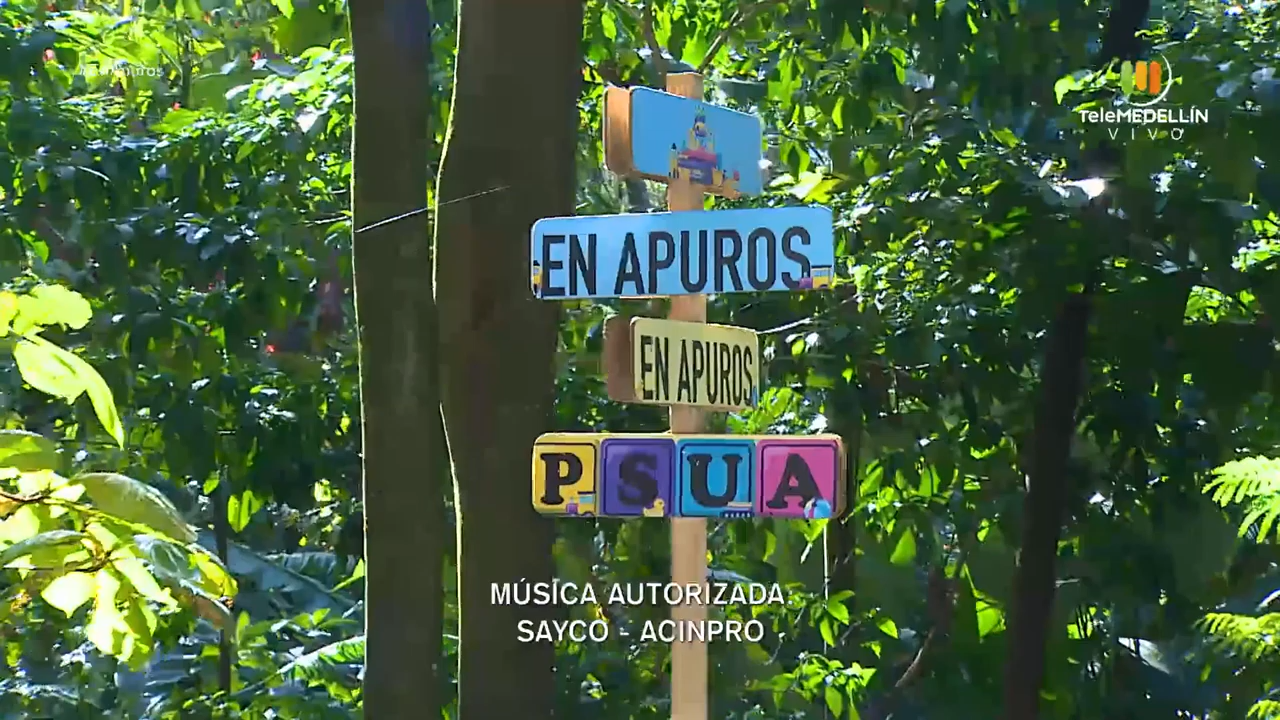 TeleMEDELLÍN
VIVO
EN APUROS
EN APUROS
PSUA
MÚSICA AUTORIZADA
SAYCO - ACINPRO